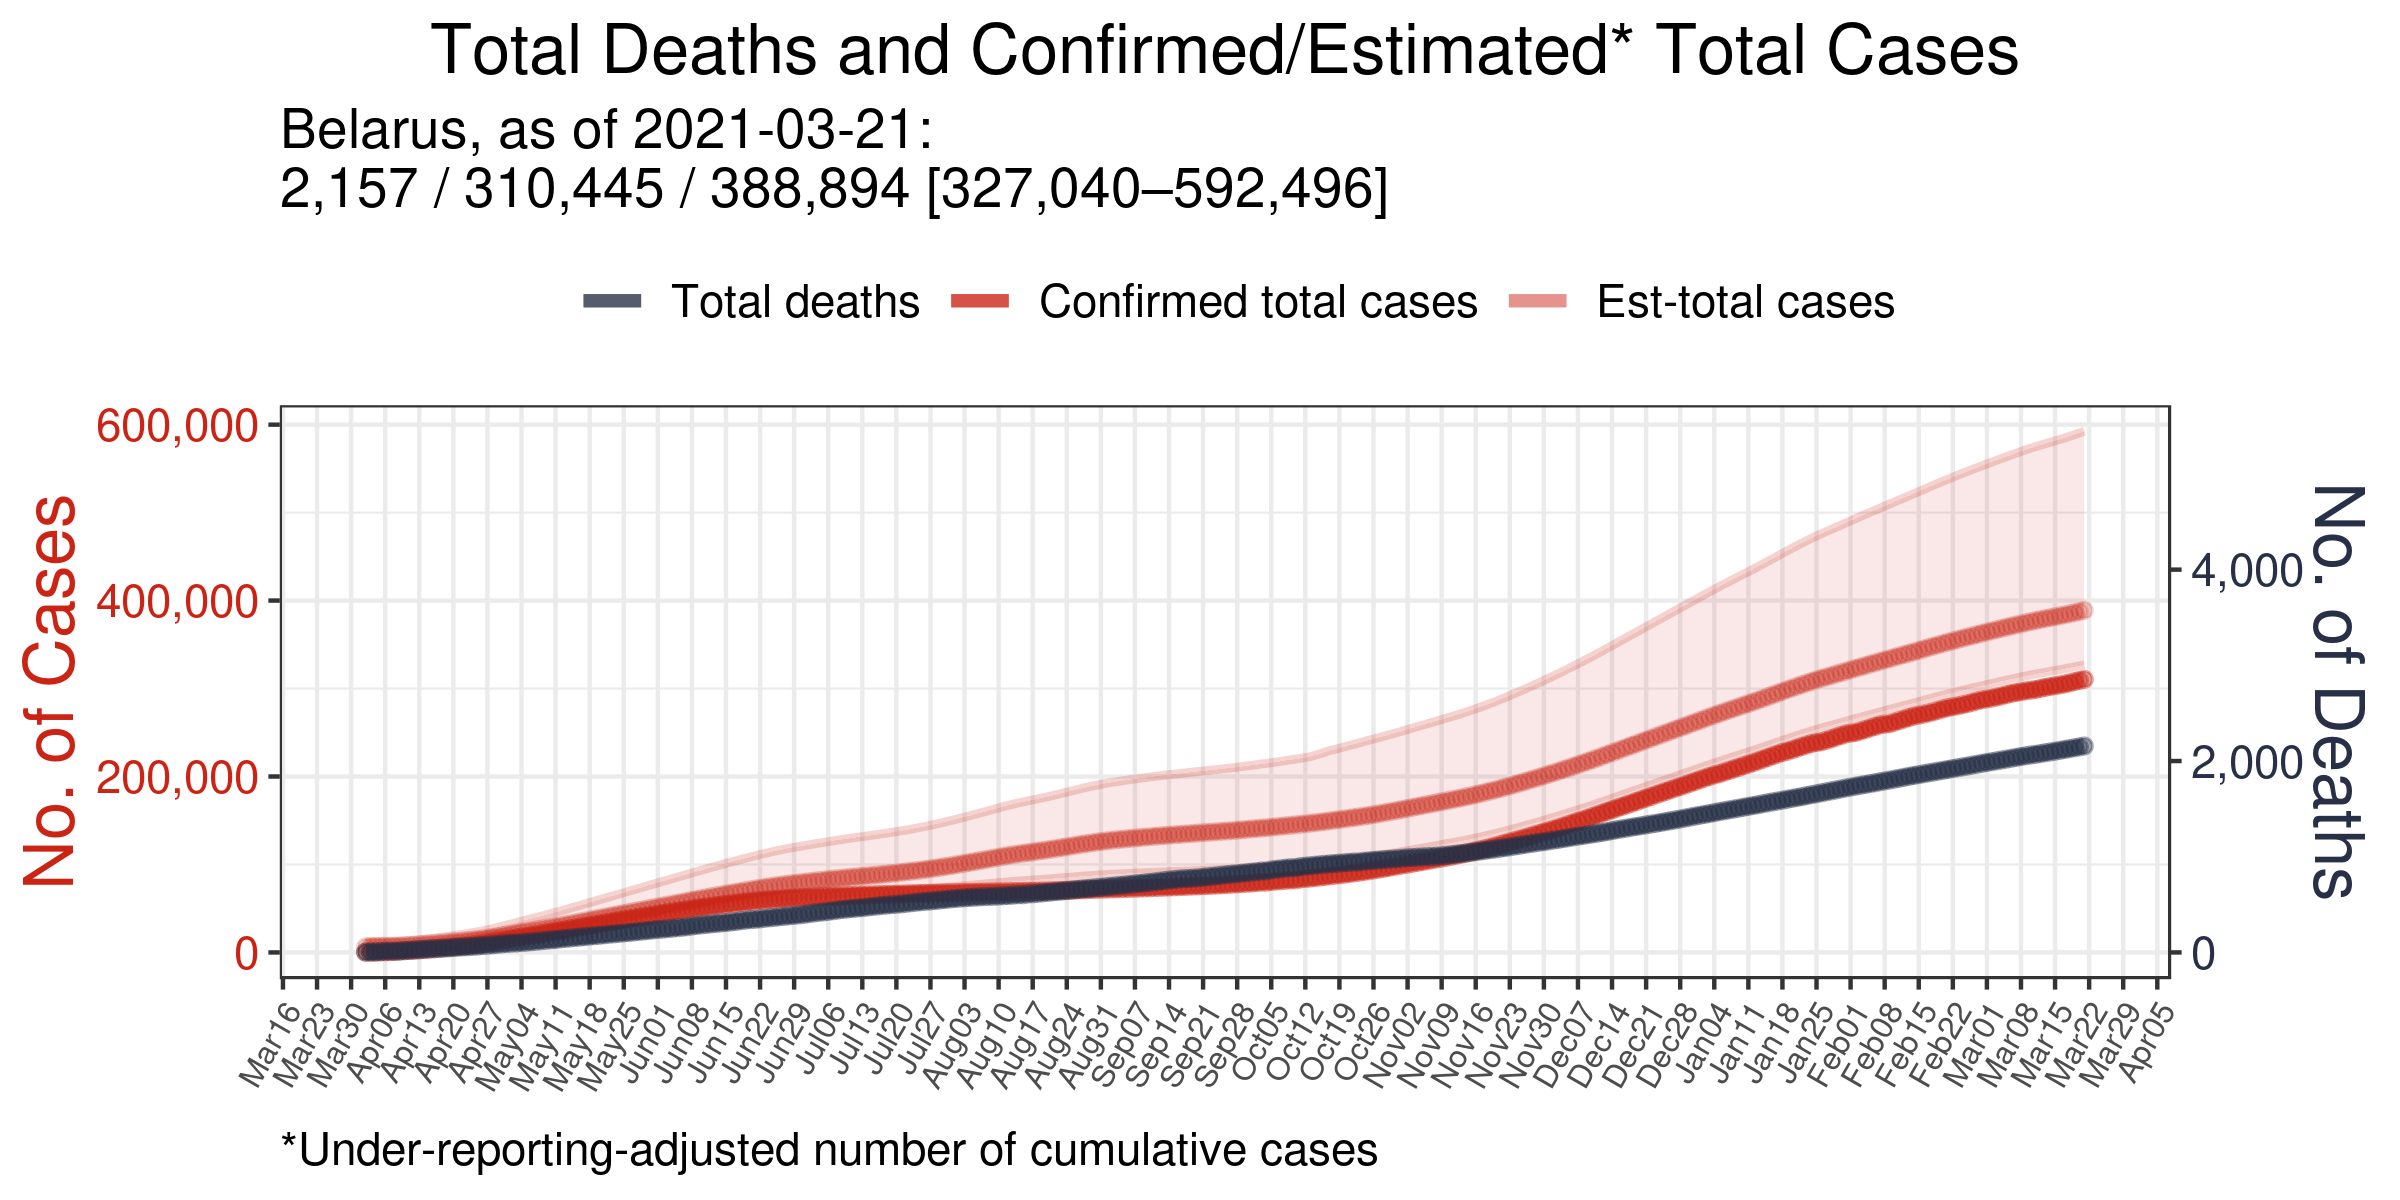 Total Deaths and Confirmed/Estimated* Total Cases
Belarus, as of 2021-03-21:
2,157 / 310,445 / 388,894 [327,040–592,496]
Total deaths
Confirmed total cases
Est-total cases
No. of Cases
600,000
400,000
200,000
0
4,000
2,000
0
No. of Deaths
Mar16
Mar23
Mar30
Apr06
Apr13
Apr20
Apr27
May04
May11
May18
May25
Jun01
Jun08
Jun15
Jun22
Jun29
Jul06
Jul13
Jul20
Jul27
Aug03
Aug10
Aug17
Aug24
Aug31
Sep07
Sep14
Sep21
Sep28
Oct05
Oct12
Oct19
Oct26
Nov02
Nov09
Nov16
Nov23
Nov30
Dec07
Dec14
Dec21
Dec28
Jan04
Jan11
Jan18
Jan25
Feb01
Feb08
Feb15
Feb22
Mar01
Mar08
Mar15
Mar22
Mar29
Apr05
*Under-reporting-adjusted number of cumulative cases